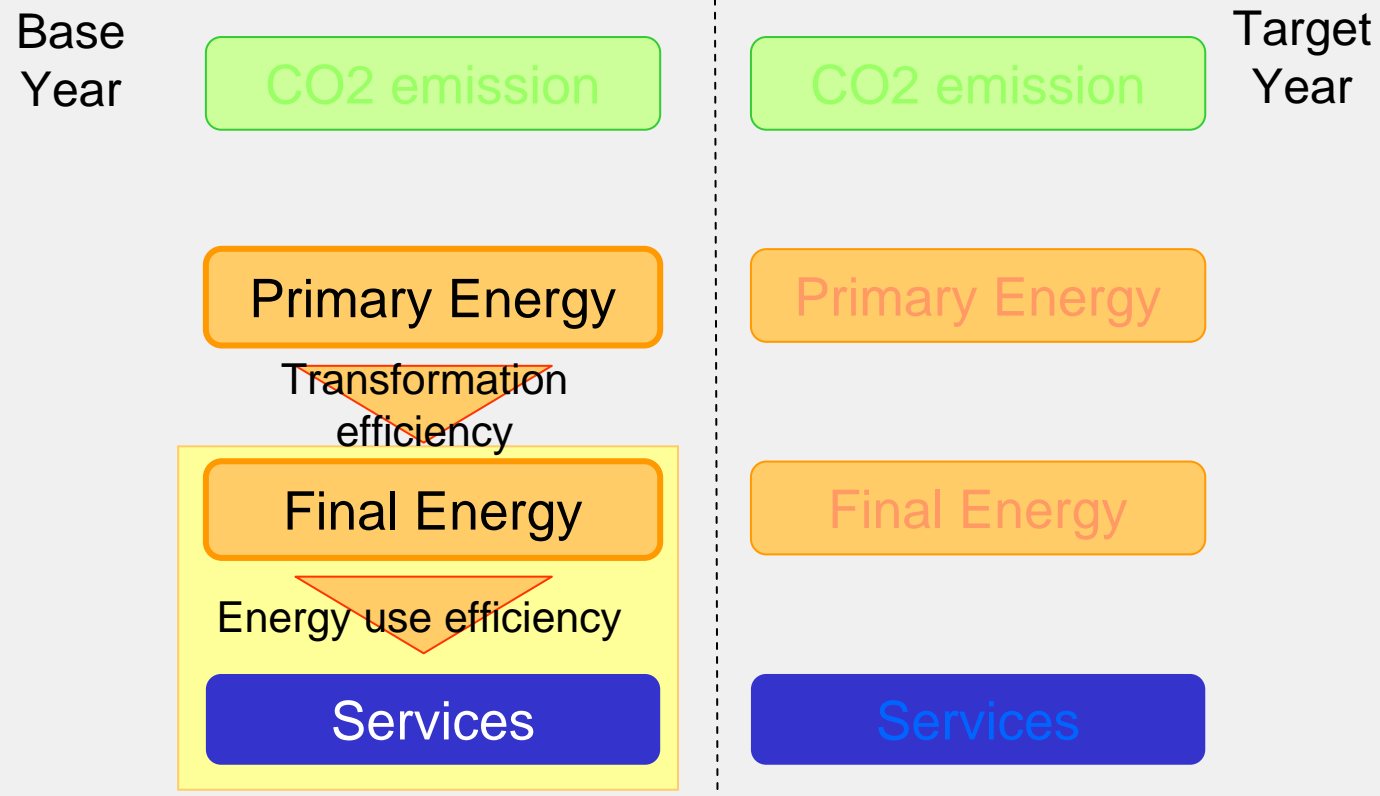 Base
Year
CO2 emission
Primary Energy
Transformation
efficiency
Final Energy
Energy use efficiency
Services
Target
Year
CO2 emission
Primary Energy
Final Energy
Services